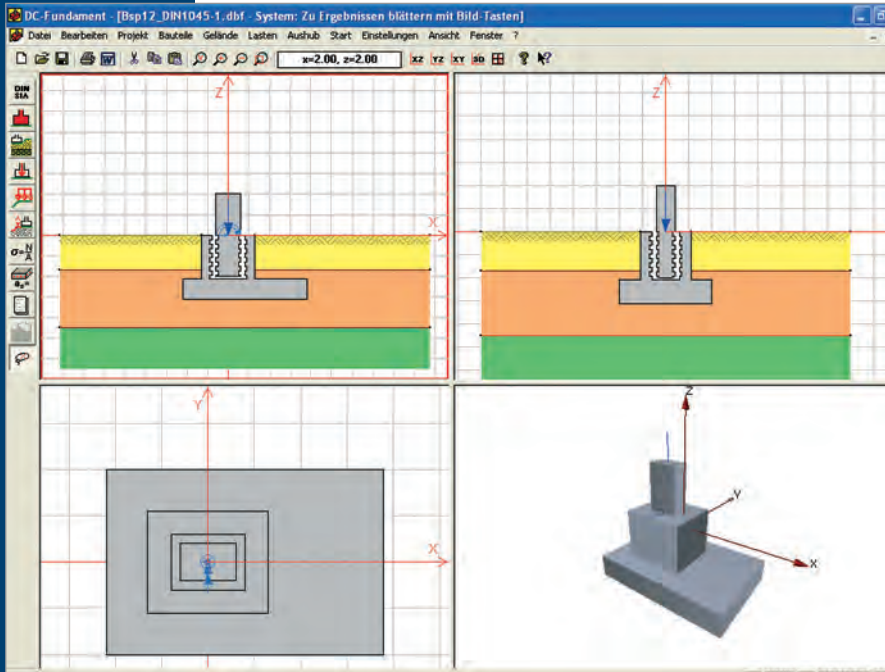 DC-Fundament - [Bsp12_DIN1045-1.dbf - System: Zu Ergebnissen blättern mit Bild-Tasten]
Datei Bearbeiten Projekt Bauteile Gelände Lasten Aushub Start Einstellungen Ansicht Fenster ?
x=2.00, z=2.00 XZ YZ XY 3D
DIN
SIA
σ=N/A
Z
X
Z
Y
X
Z
Y
X